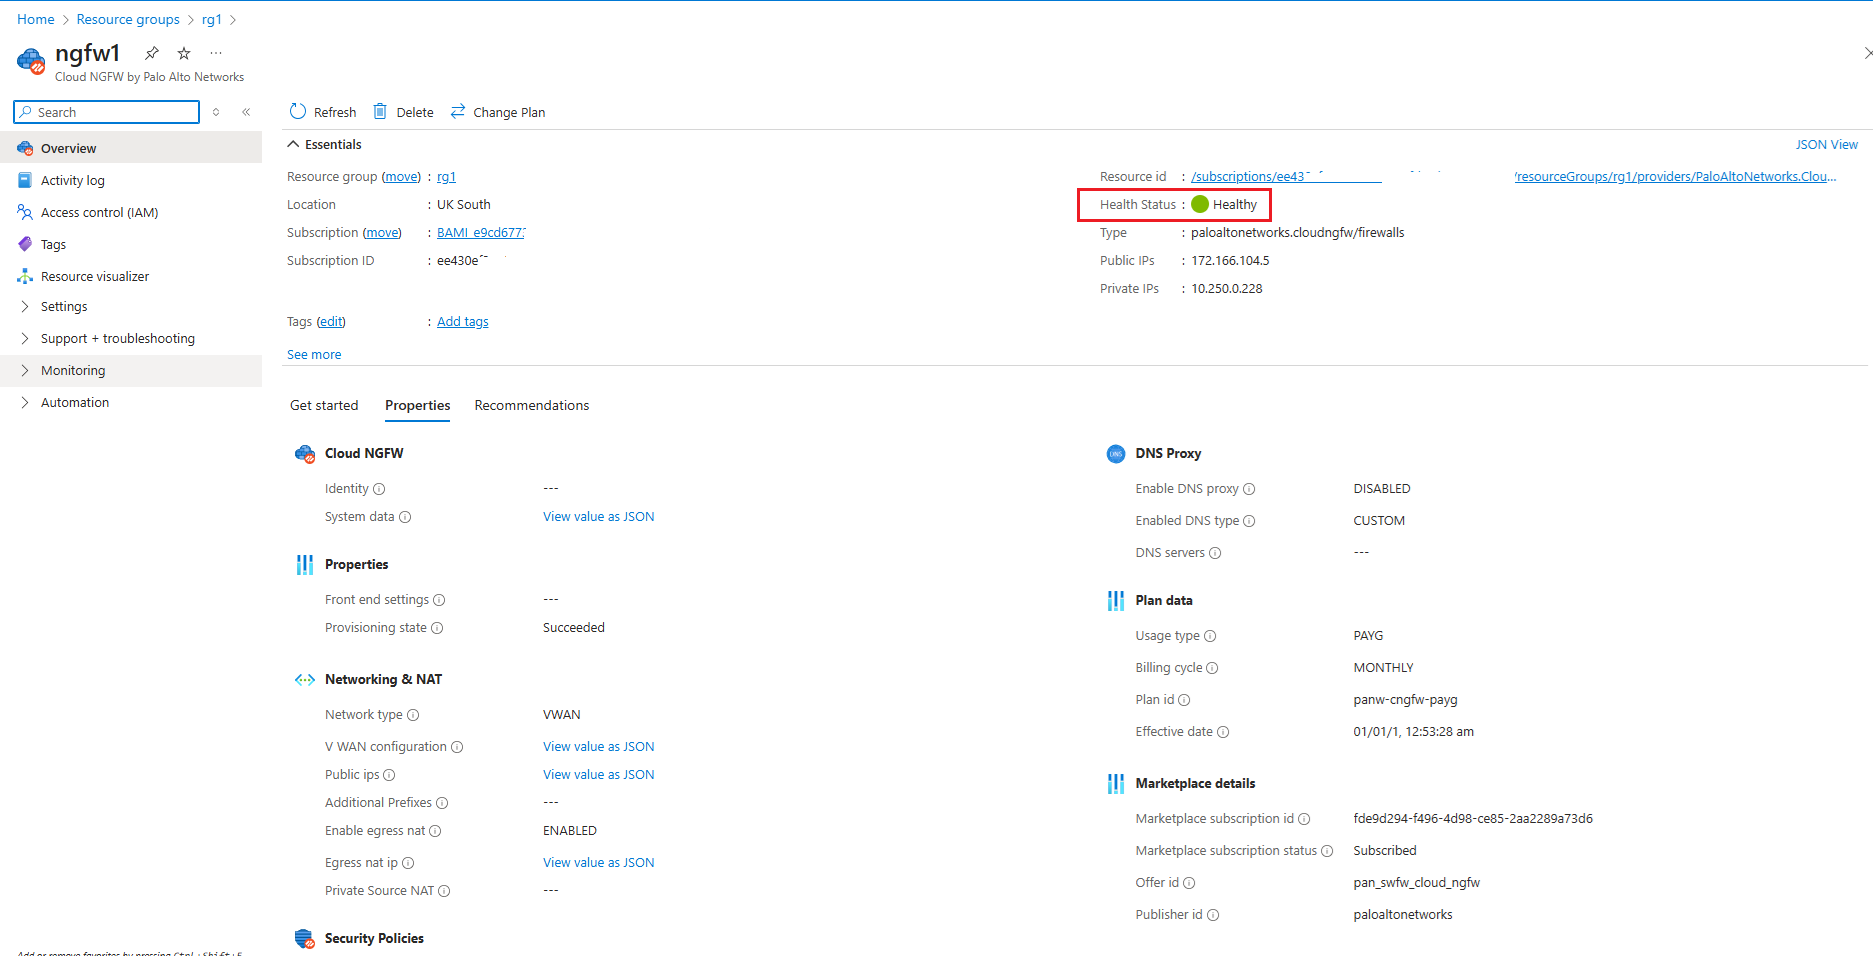 Home > Resource groups > rg1 >
ngfw1
Cloud NGFW by Palo Alto Networks
Search
Overview
Activity log
Access control (IAM)
Tags
Resource visualizer
Settings
Support + troubleshooting
Monitoring
Automation
Refresh Delete Change Plan
Essentials
JSON View
Resource group (move) : rg1
Location : UK South
Subscription (move) : BAMI_e9cd677
Subscription ID : ee430e
Tags (edit) : Add tags
See more
Resource id : /subscriptions/ee43 /resourceGroups/rg1/providers/PaloAltoNetworks.Clou...
Health Status : Healthy
Type : paloaltonetworks.cloudngfw/firewalls
Public IPs : 172.166.104.5
Private IPs : 10.250.0.228
Get started Properties Recommendations
Cloud NGFW
Identity ---
System data View value as JSON
Properties
Front end settings ---
Provisioning state Succeeded
Networking & NAT
Network type VWAN
V WAN configuration View value as JSON
Public ips View value as JSON
Additional Prefixes ---
Enable egress nat ENABLED
Egress nat ip View value as JSON
Private Source NAT ---
Security Policies
DNS Proxy
Enable DNS proxy DISABLED
Enabled DNS type CUSTOM
DNS servers ---
Plan data
Usage type PAYG
Billing cycle MONTHLY
Plan id panw-cngfw-payg
Effective date 01/01/1, 12:53:28 am
Marketplace details
Marketplace subscription id fde9d294-f496-4d98-ce85-2aa2289a73d6
Marketplace subscription status Subscribed
Offer id pan_swfw_cloud_ngfw
Publisher id paloaltonetworks
Add or remove favorites by pressing Ctrl+Shift+F